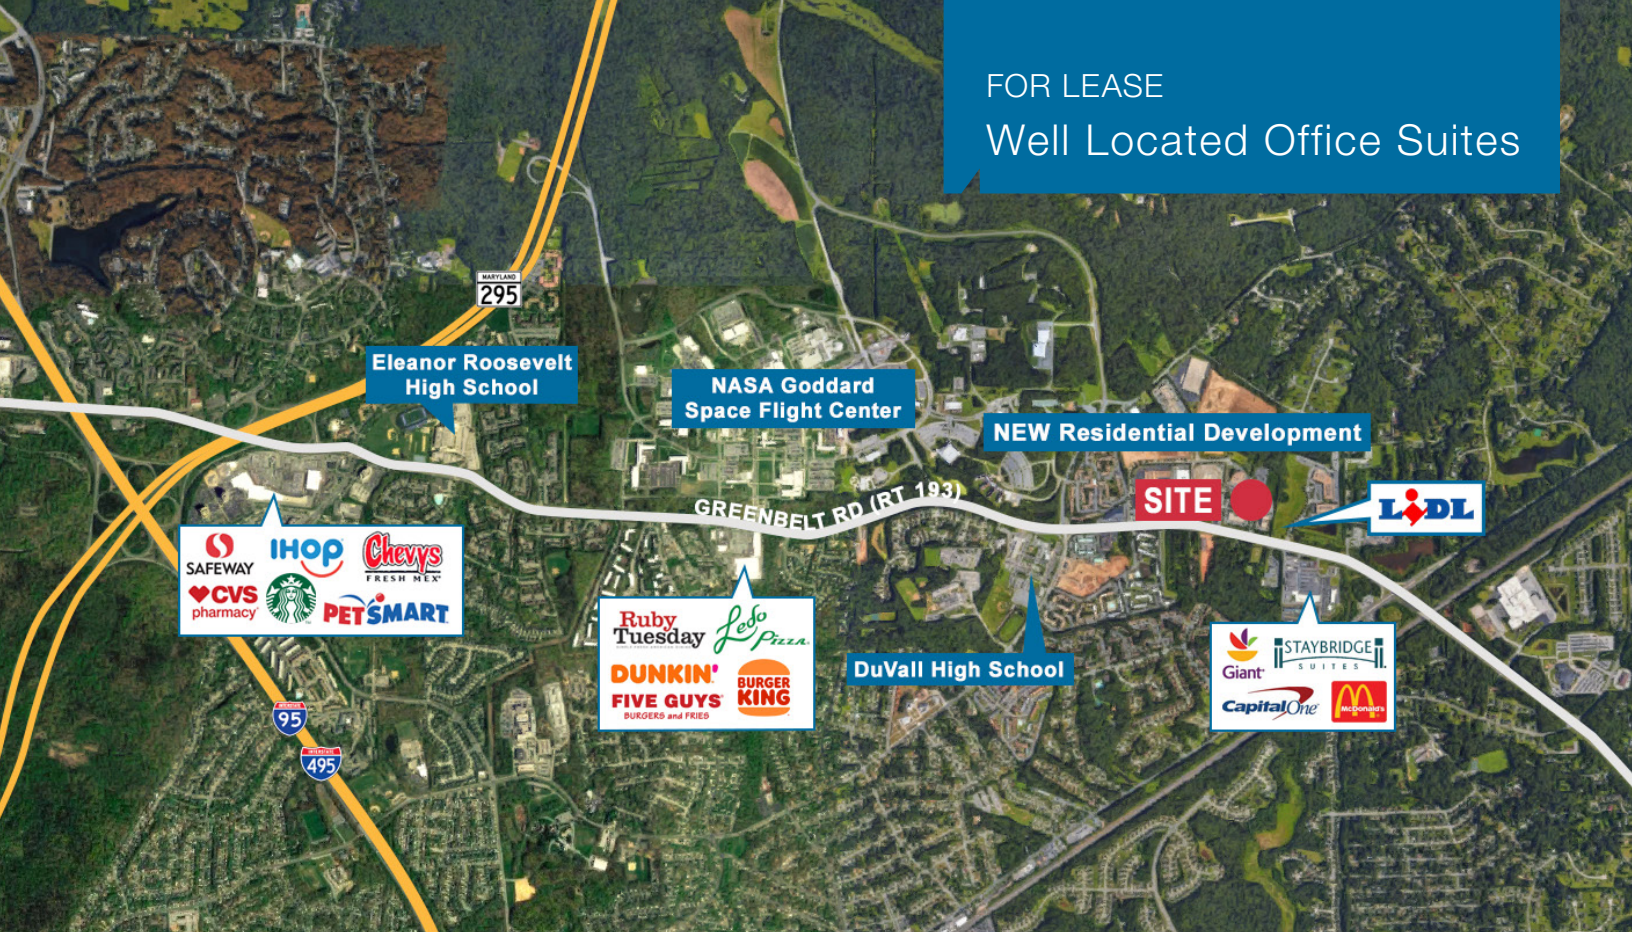 FOR LEASE
Well Located Office Suites
MARYLAND
295
Eleanor Roosevelt
High School
NASA Goddard
Space Flight Center
NEW Residential Development
SITE
LIDL
GREENBELT RD (RT 193)
SAFEWAY
IHOP
Chevys
FRESH MEX
CVS
pharmacy
PETSMART
Ruby
Tuesday
Ledo
Pizza
DUNKIN'
FIVE GUYS
BURGERS and FRIES
BURGER
KING
DuVall High School
Giant
STAYBRIDGE
SUITES
CapitalOne
McDonald's
INTERSTATE
95
INTERSTATE
495